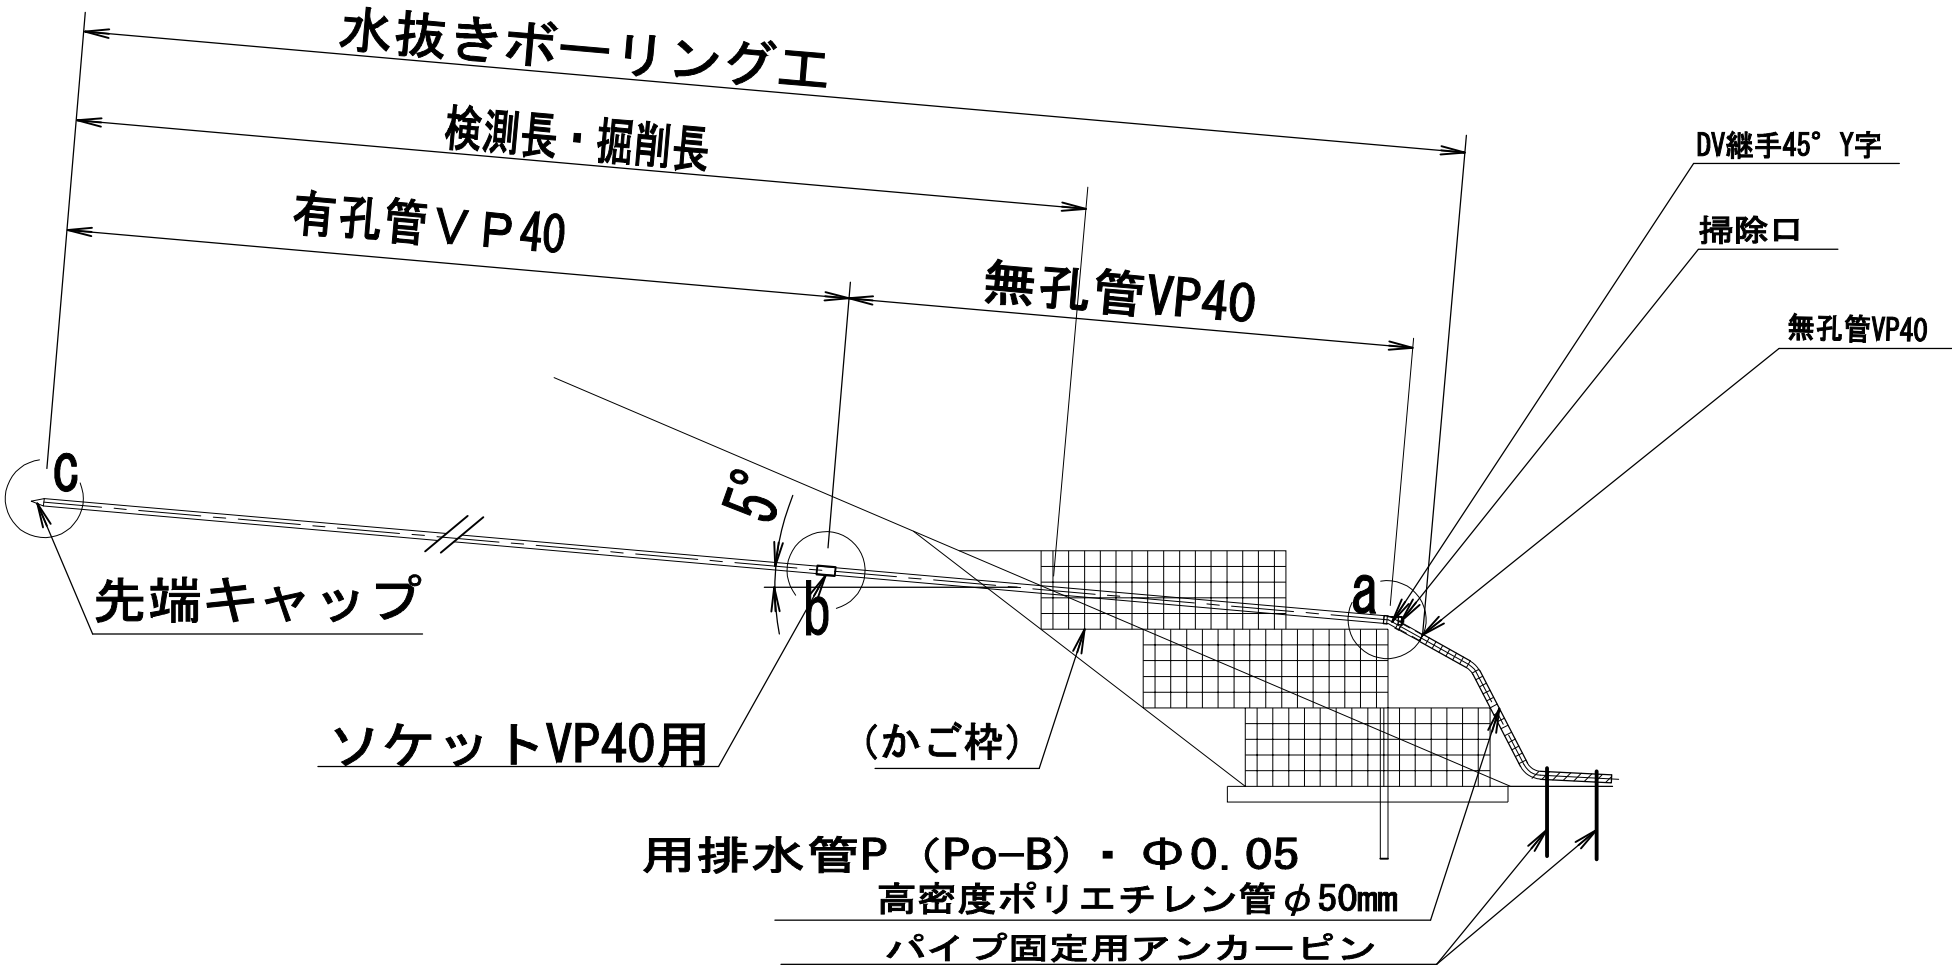 水抜きボーリング工
検測長・掘削長
DV継手45°Y字
有孔管ＶＰ40
掃除口
無孔管VP40
無孔管VP40
c
5°
先端キャップ
b
a
ソケットVP40用
(かご枠)
用排水管P (Po-B)・Φ0.05
高密度ポリエチレン管φ50mm
パイプ固定用アンカーピン